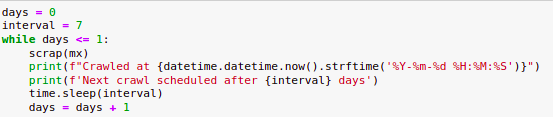 days = 0
interval = 7
while days <= 1:
    scrap(mx)
    print(f"Crawled at {datetime.datetime.now().strftime('%Y-%m-%d %H:%M:%S')}")
    print(f'Next crawl scheduled after {interval} days')
    time.sleep(interval)
    days = days + 1